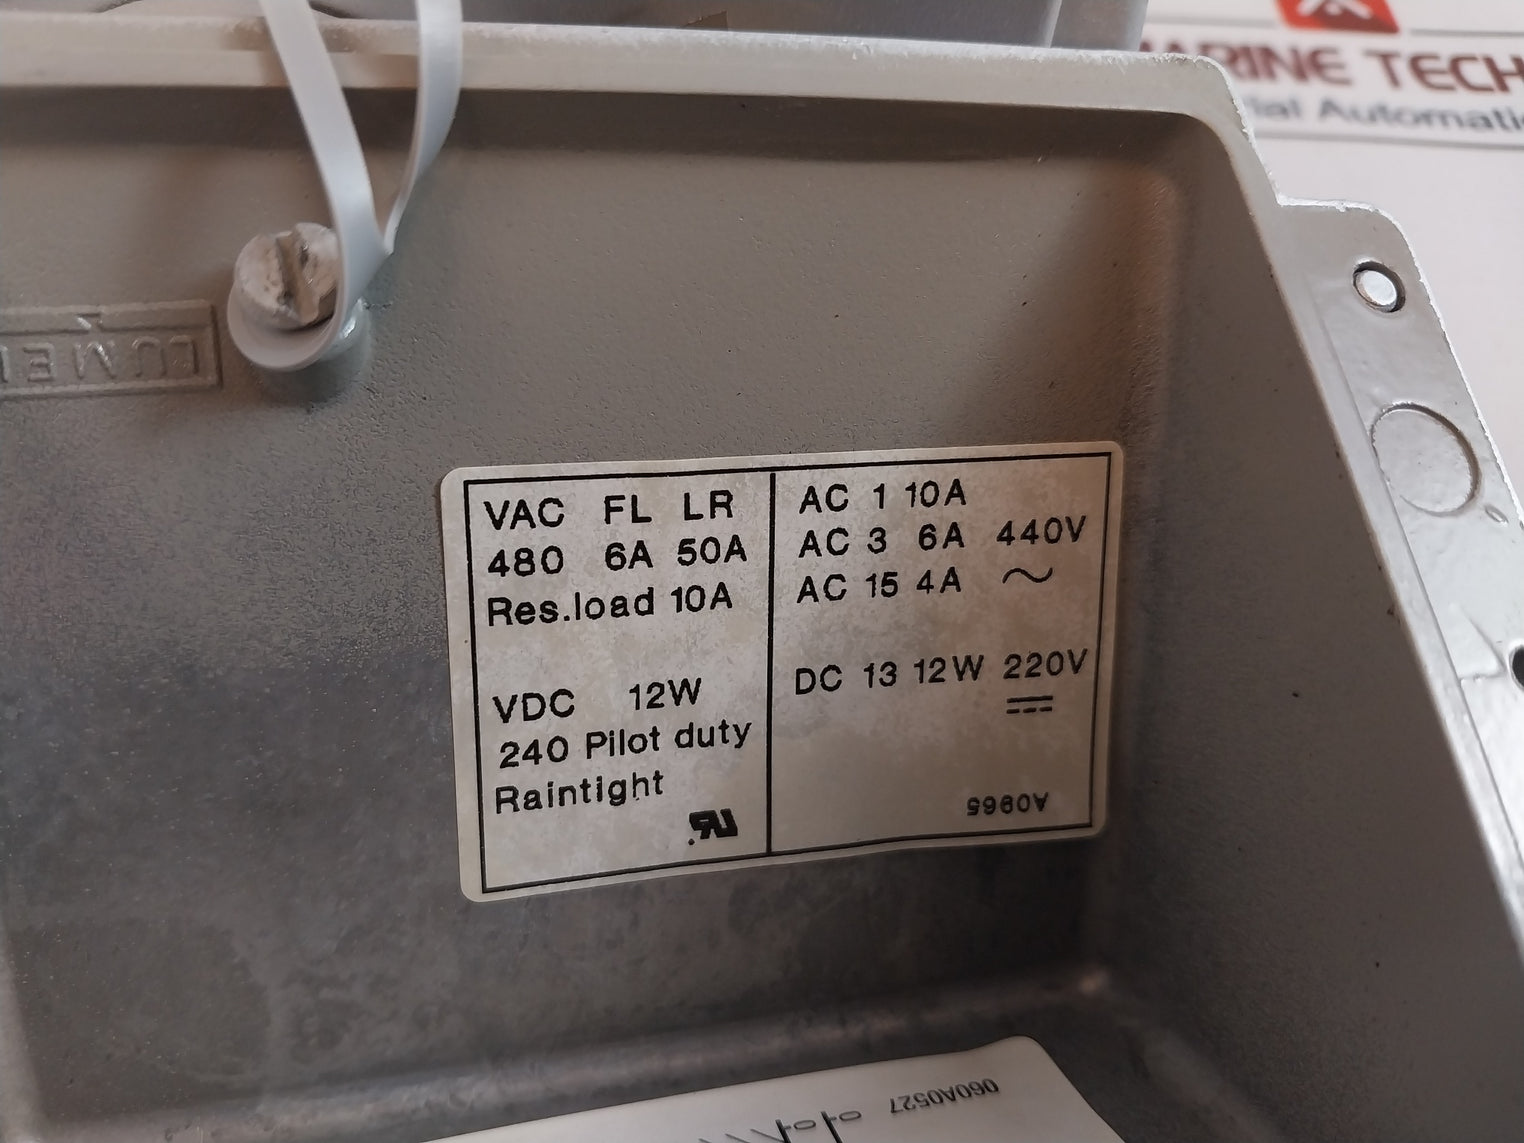 MARINE TECH
ial Automatio
VAC FL LR
480 6A 50A
Res.load 10A
VDC 12W
240 Pilot duty
Raintight
AC 1 10A
AC 3 6A 440V
AC 15 4A ~
DC 13 12W 220V
A0965
060A0527